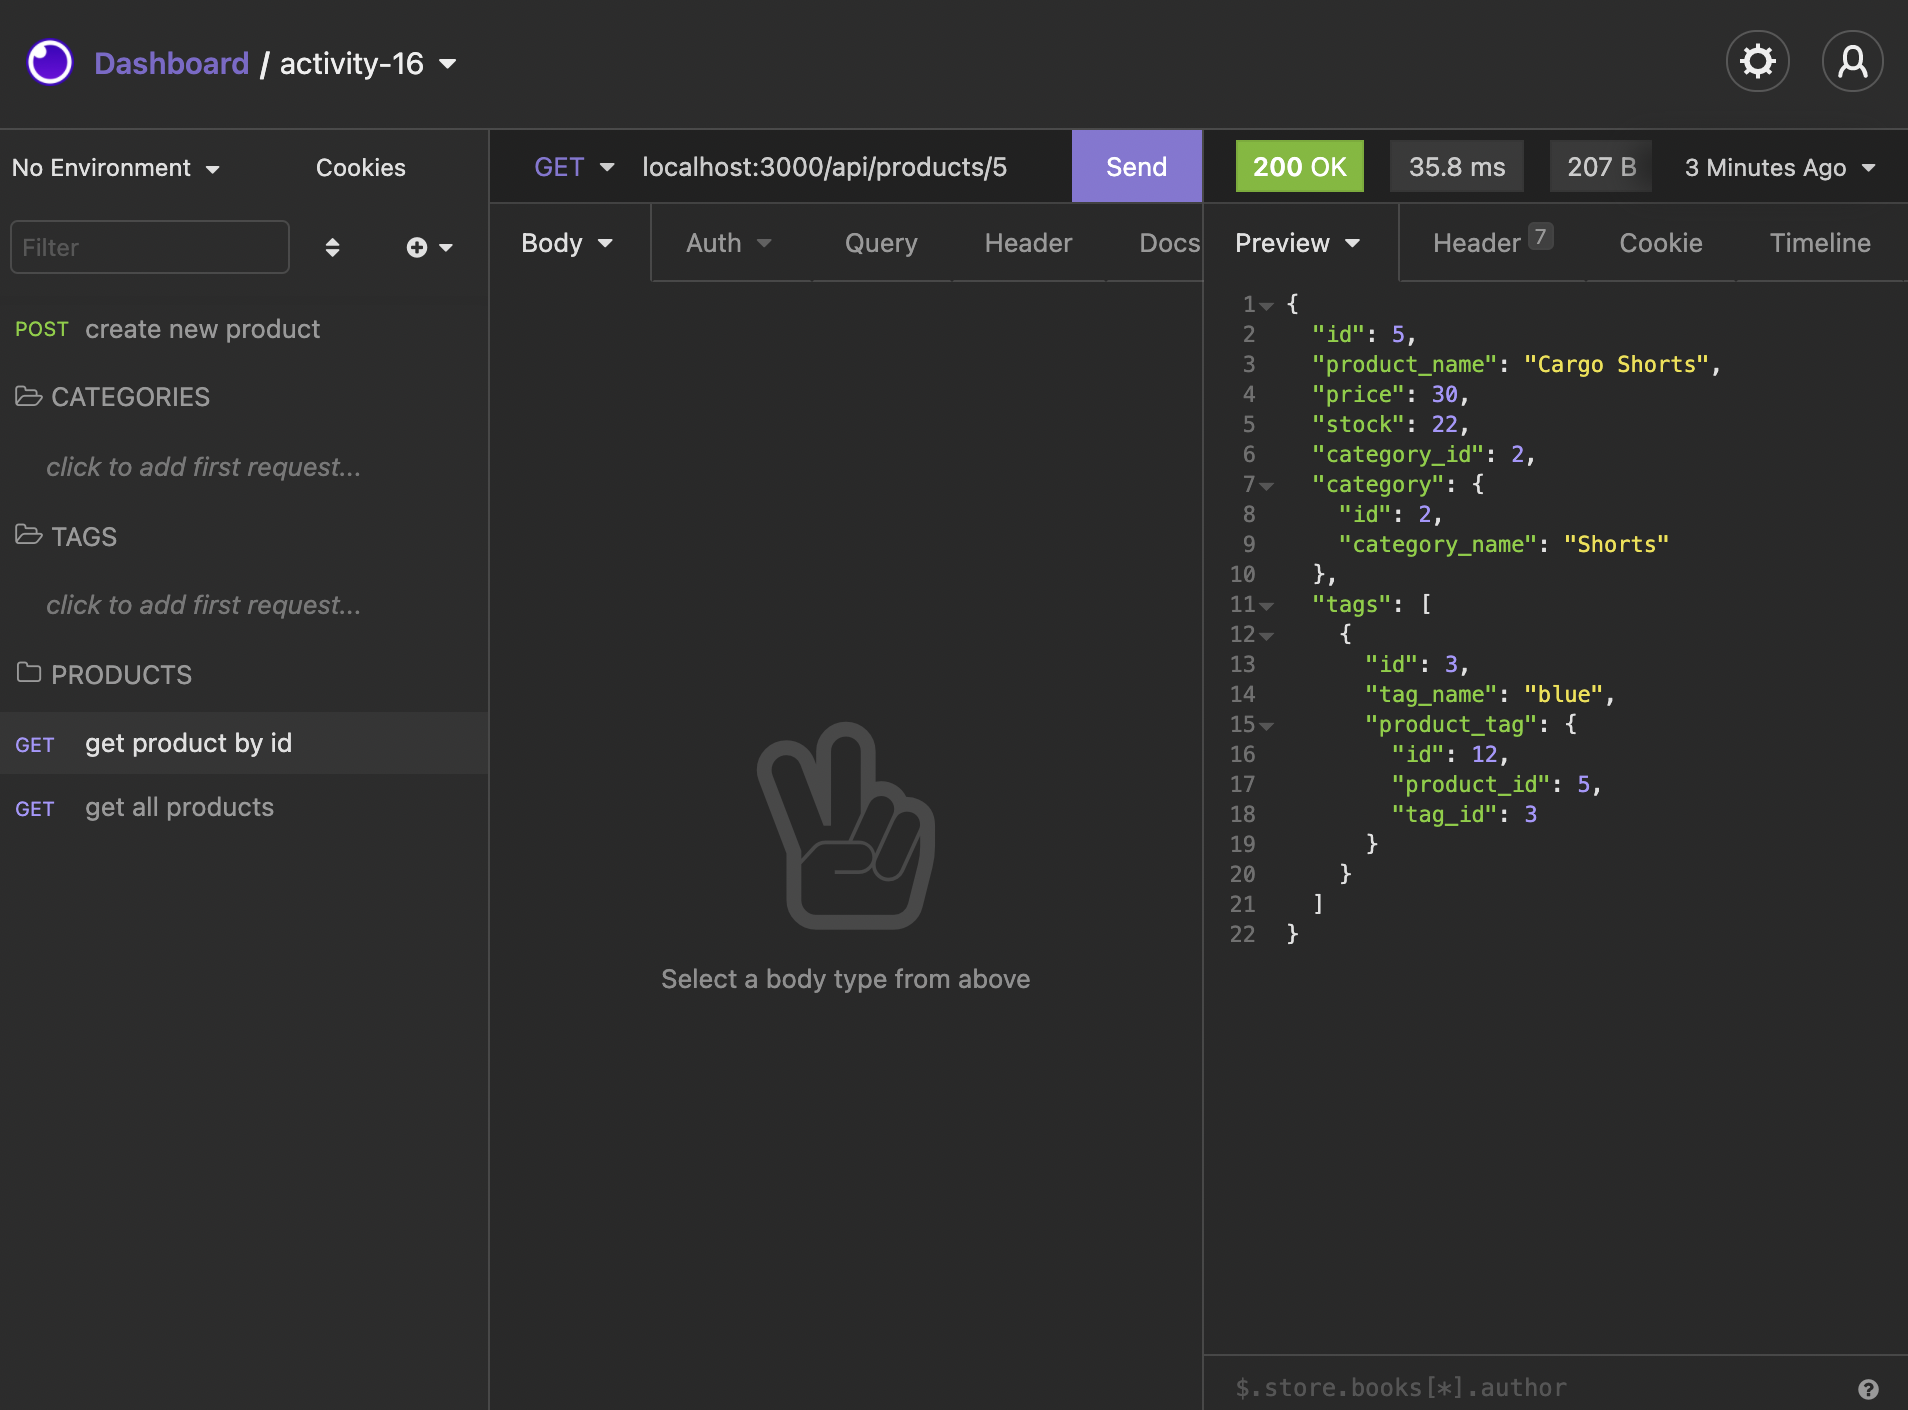 Dashboard / activity-16
No Environment
Cookies
Filter
POST create new product
CATEGORIES
click to add first request...
TAGS
click to add first request...
PRODUCTS
GET get product by id
GET get all products
GET localhost:3000/api/products/5 Send
Body Auth Query Header Docs
Select a body type from above
200 OK 35.8 ms 207 B 3 Minutes Ago
Preview Header 7 Cookie Timeline
1 {
2 "id": 5,
3 "product_name": "Cargo Shorts",
4 "price": 30,
5 "stock": 22,
6 "category_id": 2,
7 "category": {
8 "id": 2,
9 "category_name": "Shorts"
10 },
11 "tags": [
12 {
13 "id": 3,
14 "tag_name": "blue",
15 "product_tag": {
16 "id": 12,
17 "product_id": 5,
18 "tag_id": 3
19 }
20 }
21 ]
22 }
$.store.books[*].author
?